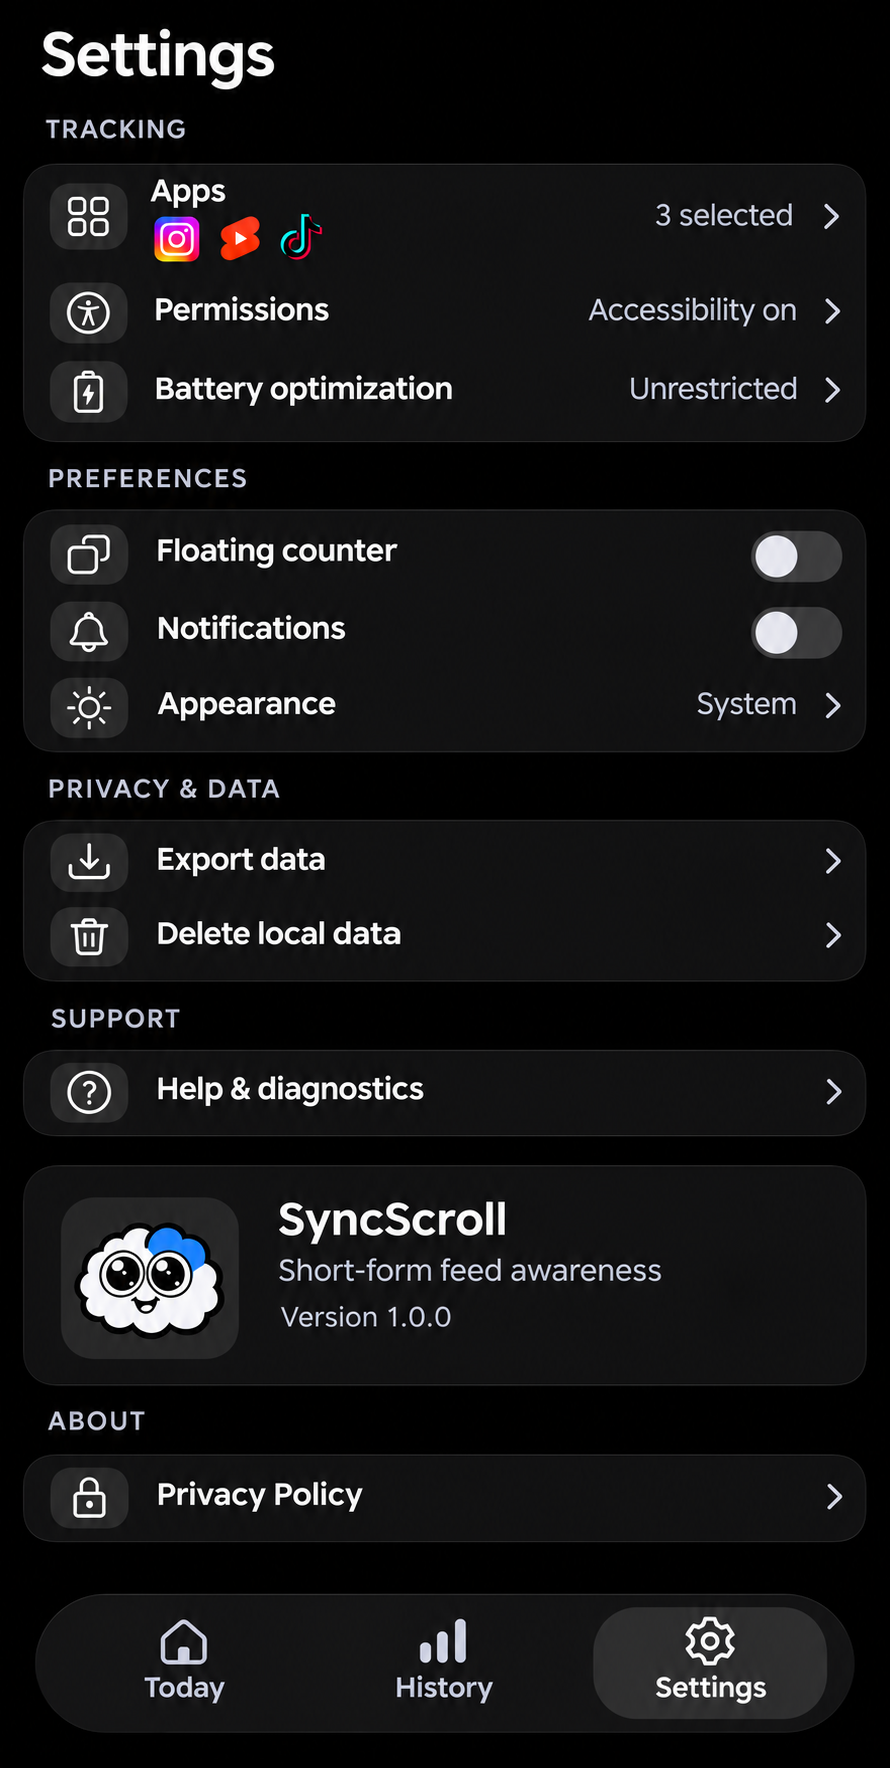 Settings
TRACKING
Apps
3 selected
Permissions
Accessibility on
Battery optimization
Unrestricted
PREFERENCES
Floating counter
Notifications
Appearance
System
PRIVACY & DATA
Export data
Delete local data
SUPPORT
Help & diagnostics
SyncScroll
Short-form feed awareness
Version 1.0.0
ABOUT
Privacy Policy
Today
History
Settings